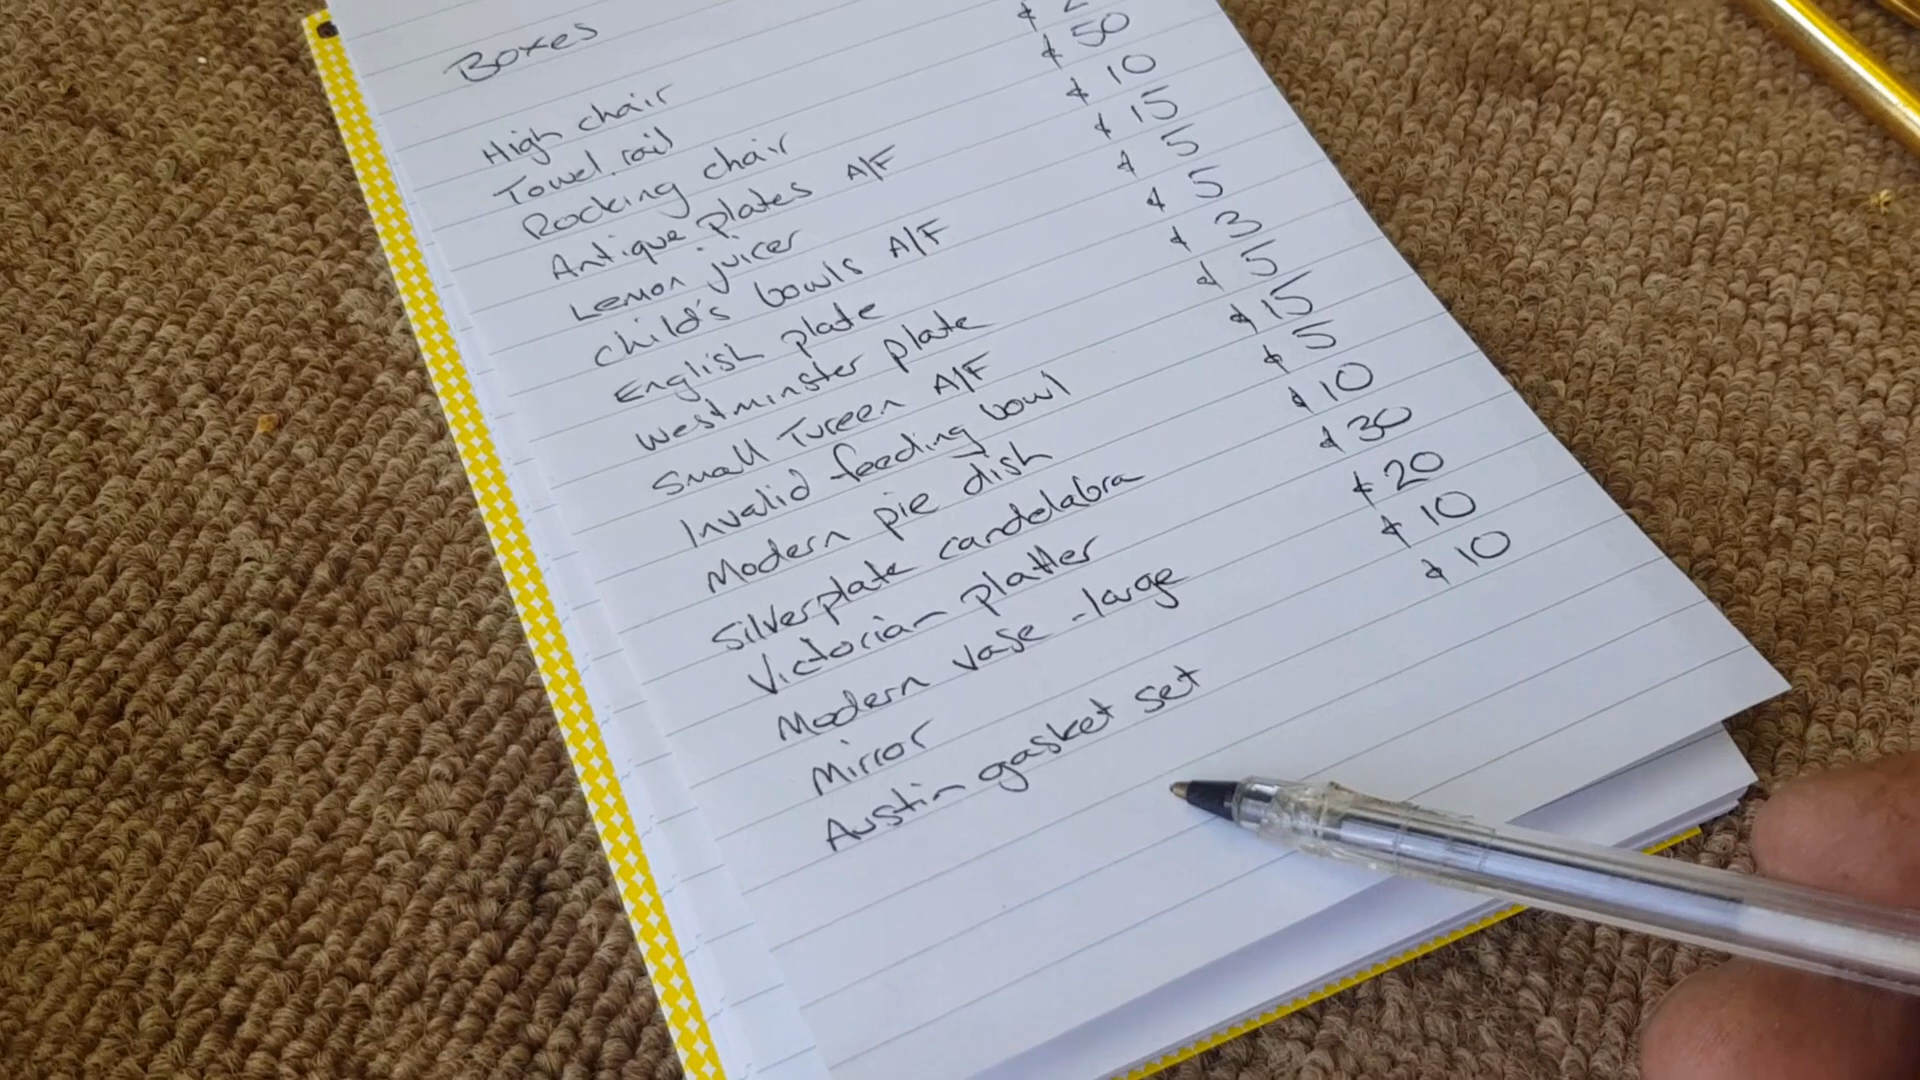 Boxes
High chair
Towel rail $
Rocking chair $ 50
Antique plates A/F $ 10
Lemon juicer $ 15
Child's bowls A/F $ 5
English plate $ 5
Westminster plate $ 3
Small Tureen A/F $ 5
Invalid feeding bowl $ 15
Modern pie dish $ 5
Silverplate candelabra $ 10
Victorian platter $ 30
Modern vase - large $ 20
Mirror $ 10
Austin gasket set $ 10